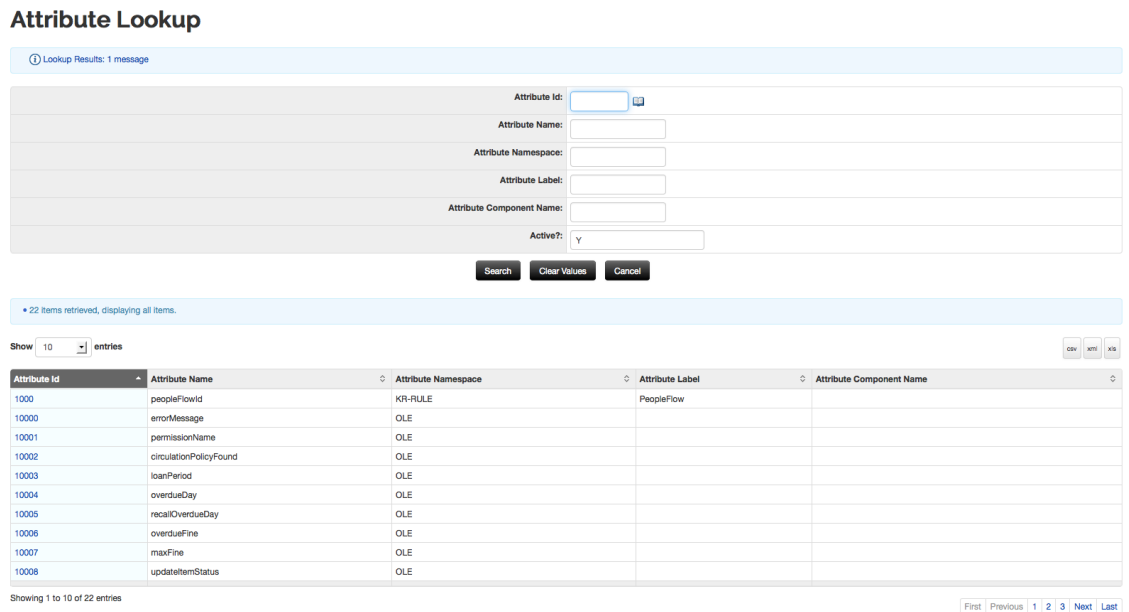 Attribute Lookup
Lookup Results: 1 message
Attribute Id:
Attribute Name:
Attribute Namespace:
Attribute Label:
Attribute Component Name:
Active?: Y
Search Clear Values Cancel
22 items retrieved, displaying all items.
Show 10 entries csv xml xls
Attribute Id Attribute Name Attribute Namespace Attribute Label Attribute Component Name
1000 peopleFlowId KR-RULE PeopleFlow
10000 errorMessage OLE
10001 permissionName OLE
10002 circulationPolicyFound OLE
10003 loanPeriod OLE
10004 overdueDay OLE
10005 recallOverdueDay OLE
10006 overdueFine OLE
10007 maxFine OLE
10008 updateItemStatus OLE
Showing 1 to 10 of 22 entries
First Previous 1 2 3 Next Last